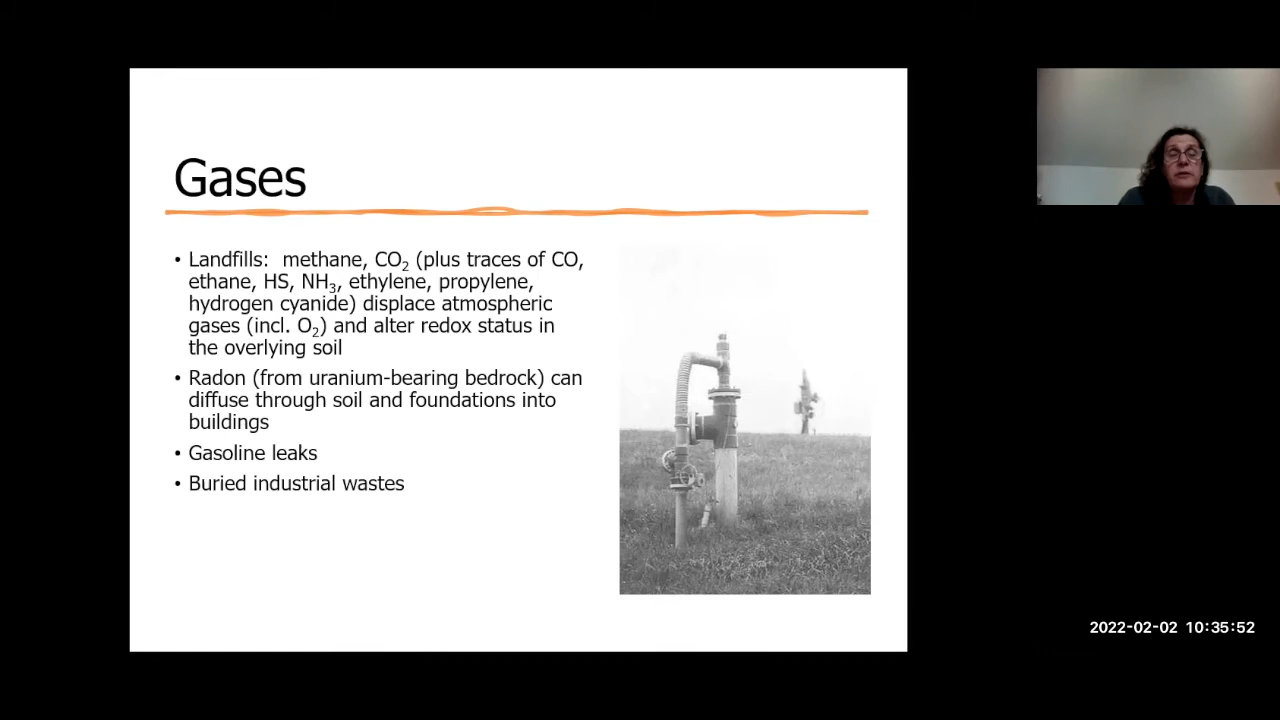 Gases
• Landfills:  methane, CO₂ (plus traces of CO,
ethane, HS, NH₃, ethylene, propylene,
hydrogen cyanide) displace atmospheric
gases (incl. O₂) and alter redox status in
the overlying soil
• Radon (from uranium-bearing bedrock) can
diffuse through soil and foundations into
buildings
• Gasoline leaks
• Buried industrial wastes
2022-02-02 10:35:52